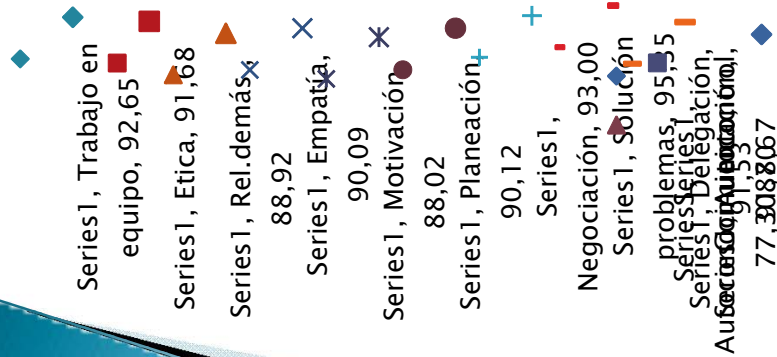 Series1, Trabajo en
equipo, 92,65
Series1, Etica, 91,68
Series1, Rel.demás,
88,92
Series1, Empatía,
90,09
Series1, Motivación,
88,02
Series1, Planeación,
90,12
Series1,
Negociación, 93,00
Series1, Solución
problemas, 95,35
Series1,
Series1, Delegación,
91,53